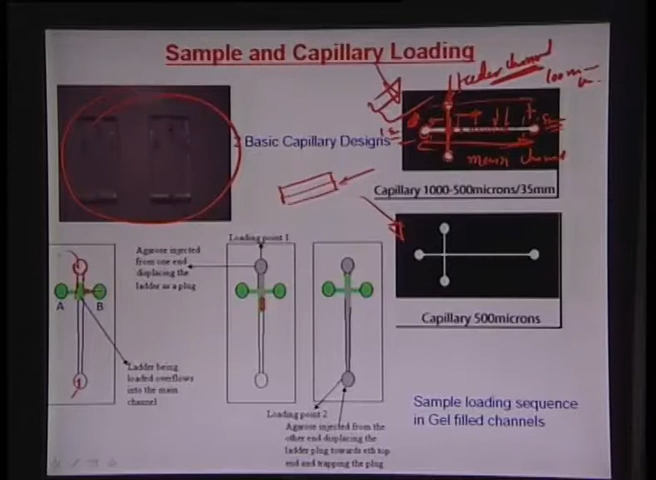 Sample and Capillary Loading
feeder channel
2 Basic Capillary Designs
main channel
Capillary 1000-500microns/35mm
Agarose injected
from one end
displacing the
ladder as a plug
Loading point 1
A
B
Capillary 500microns
Ladder being
loaded overflows
into the main
channel
1
Loading point 2
Agarose injected from the
other end displacing the
ladder plug towards eth top
end and trapping the plug
Sample loading sequence
in Gel filled channels